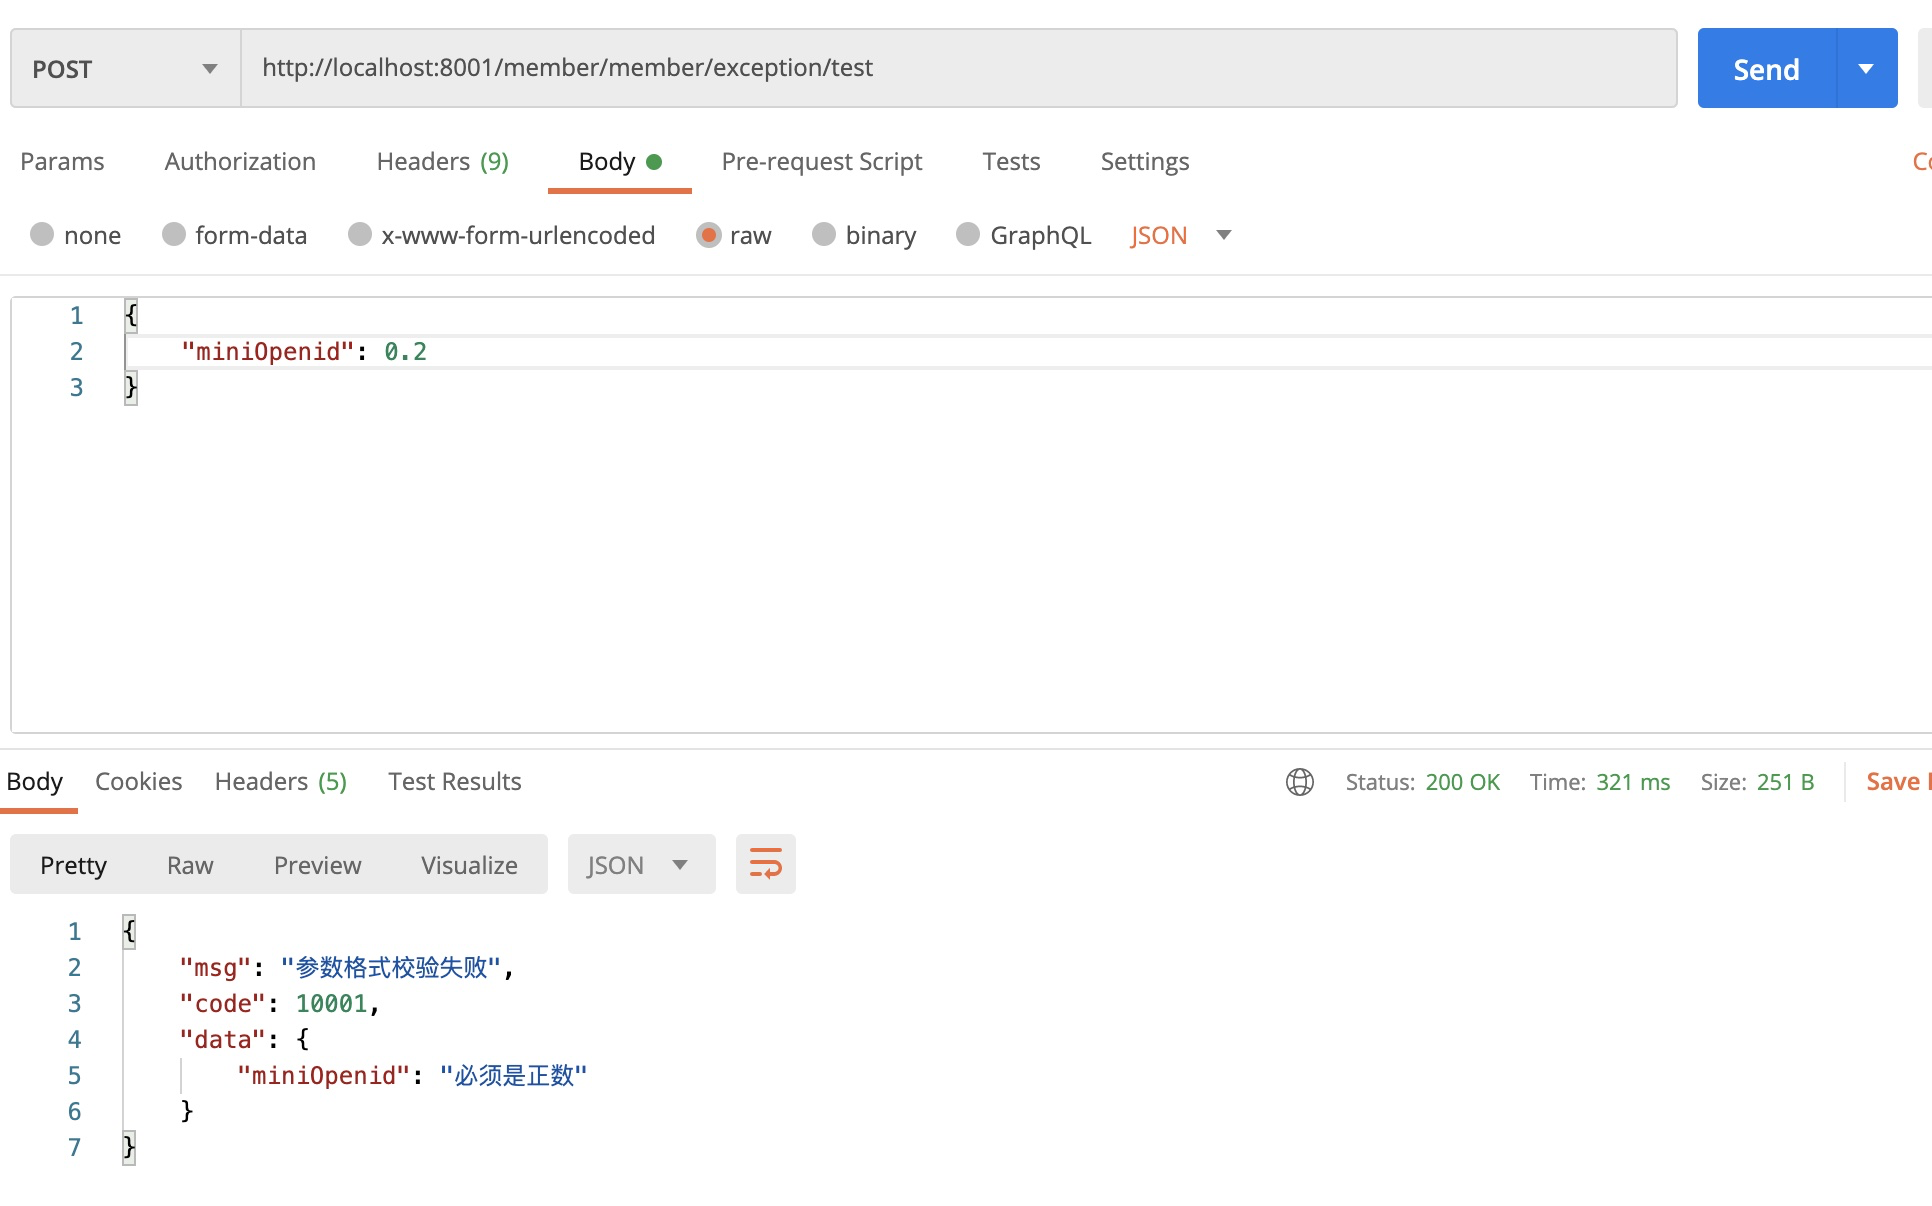 POST http://localhost:8001/member/member/exception/test Send
Params Authorization Headers (9) Body Pre-request Script Tests Settings
none form-data x-www-form-urlencoded raw binary GraphQL JSON
1 {
2 "miniOpenid": 0.2
3 }
Body Cookies Headers (5) Test Results Status: 200 OK Time: 321 ms Size: 251 B Save
Pretty Raw Preview Visualize JSON
1 {
2 "msg": "参数格式校验失败",
3 "code": 10001,
4 "data": {
5 "miniOpenid": "必须是正数"
6 }
7 }